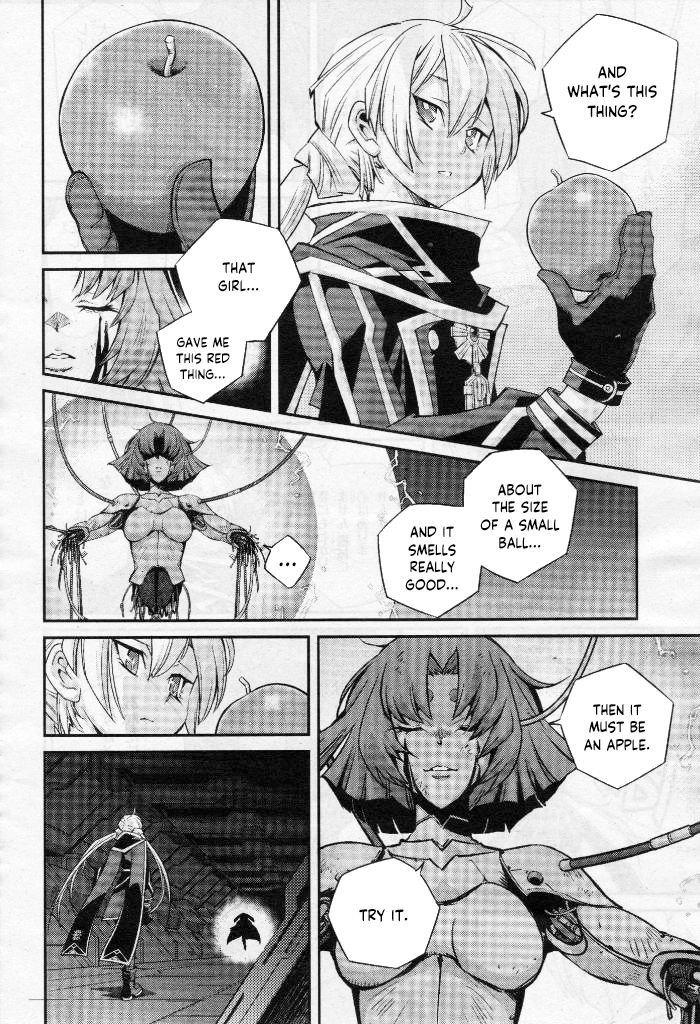 AND
WHAT'S THIS
THING?
THAT
GIRL...
GAVE ME
THIS RED
THING...
ABOUT
THE SIZE
OF A SMALL
BALL...
AND IT
SMELLS
REALLY
GOOD...
...
THEN IT
MUST BE
AN APPLE.
TRY IT.